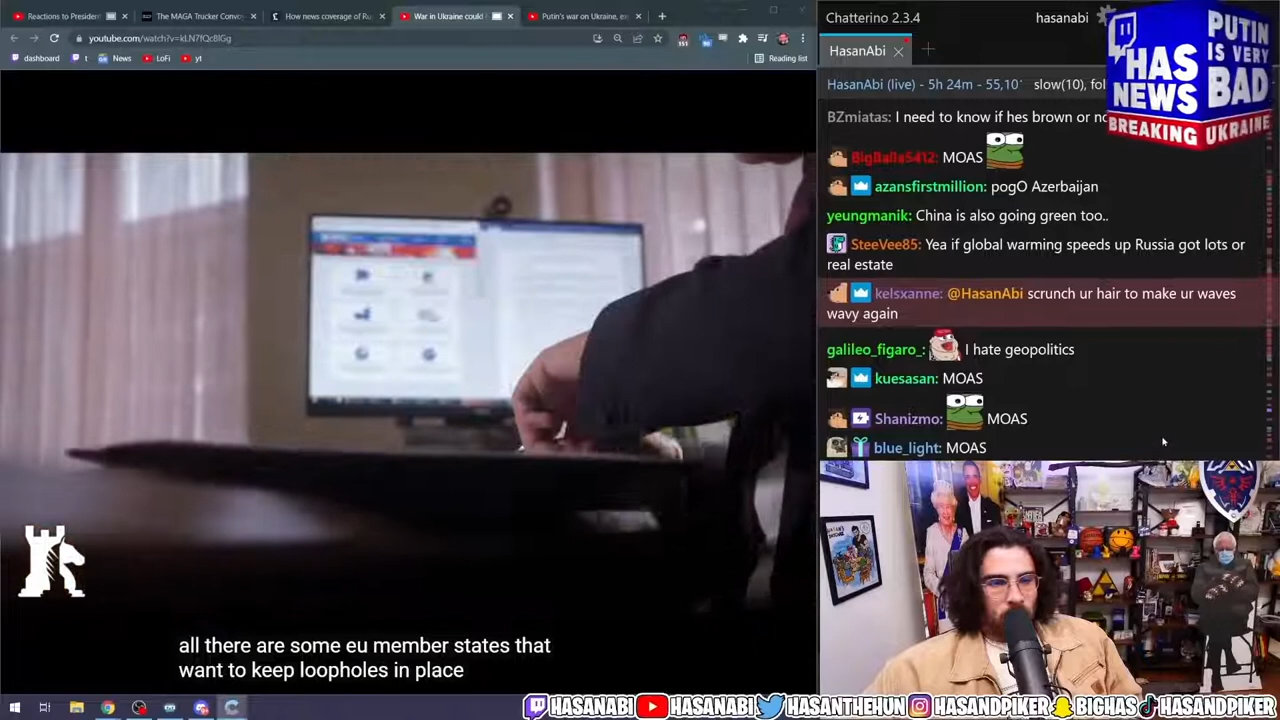 Reactions to Presiden
The MAGA Trucker Convoy
How news coverage of Ru
War in Ukraine could
Putin's war on Ukraine, ex
youtube.com/watch?v=kLN7fQc8IGg
dashboard
t
News
LoFi
yt
Reading list
Chatterino 2.3.4
hasanabi
HasanAbi
HasanAbi (live) - 5h 24m - 55,10
slow(10), fol
HAS
NEWS
PUTIN
IS VERY
BAD
BREAKING UKRAINE
BZmiatas: I need to know if hes brown or no
BigBalla5412: MOAS
azansfirstmillion: pogO Azerbaijan
yeungmanik: China is also going green too..
SteeVee85: Yea if global warming speeds up Russia got lots or
real estate
kelsxanne: @HasanAbi scrunch ur hair to make ur waves
wavy again
galileo_figaro_: I hate geopolitics
kuesasan: MOAS
Shanizmo: MOAS
blue_light: MOAS
all there are some eu member states that
want to keep loopholes in place
HASANABI
HASANABI
HASANTHEHUN
HASANDPIKER
BIGHAS
HASANDPIKER